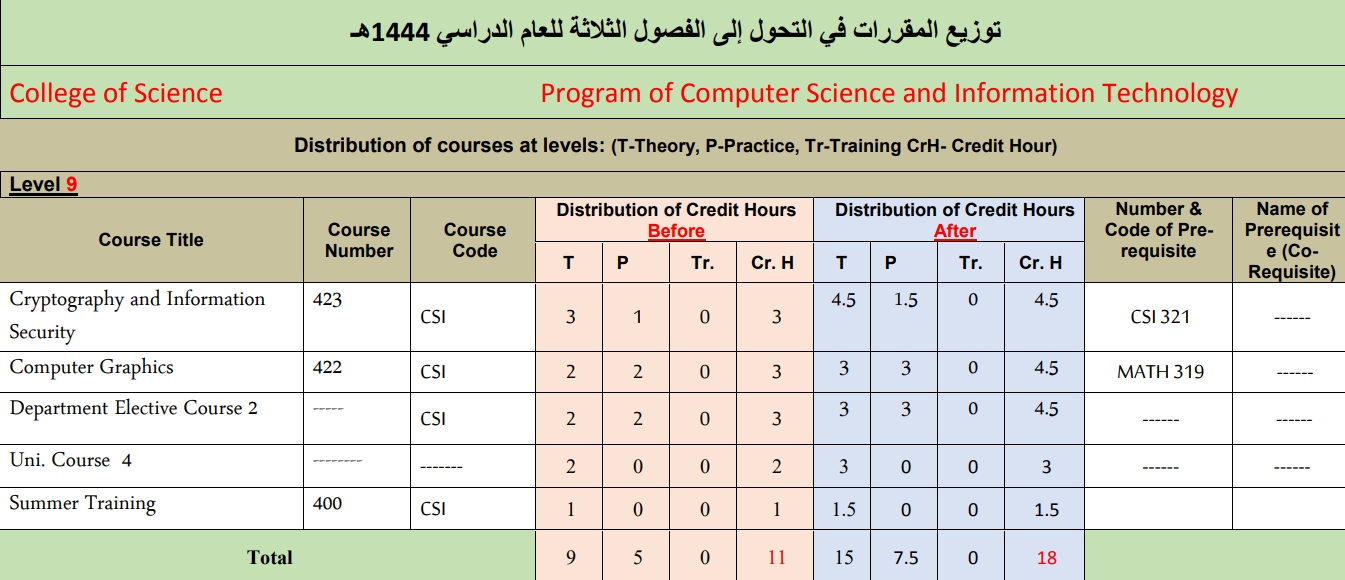 توزيع المقررات في التحول إلى الفصول الثلاثة للعام الدراسي 1444هـ
College of Science Program of Computer Science and Information Technology
Distribution of courses at levels: (T-Theory, P-Practice, Tr-Training CrH- Credit Hour)
Level 9
Course Title Course Number Course Code Distribution of Credit Hours Before Distribution of Credit Hours After Number & Code of Pre-requisite Name of Prerequisit e (Co-Requisite)
T P Tr. Cr. H T P Tr. Cr. H
Cryptography and Information Security 423 CSI 3 1 0 3 4.5 1.5 0 4.5 CSI 321 ------
Computer Graphics 422 CSI 2 2 0 3 3 3 0 4.5 MATH 319 ------
Department Elective Course 2 ----- CSI 2 2 0 3 3 3 0 4.5 ------ ------
Uni. Course 4 -------- ------- 2 0 0 2 3 0 0 3 ------ ------
Summer Training 400 CSI 1 0 0 1 1.5 0 0 1.5
Total 9 5 0 11 15 7.5 0 18